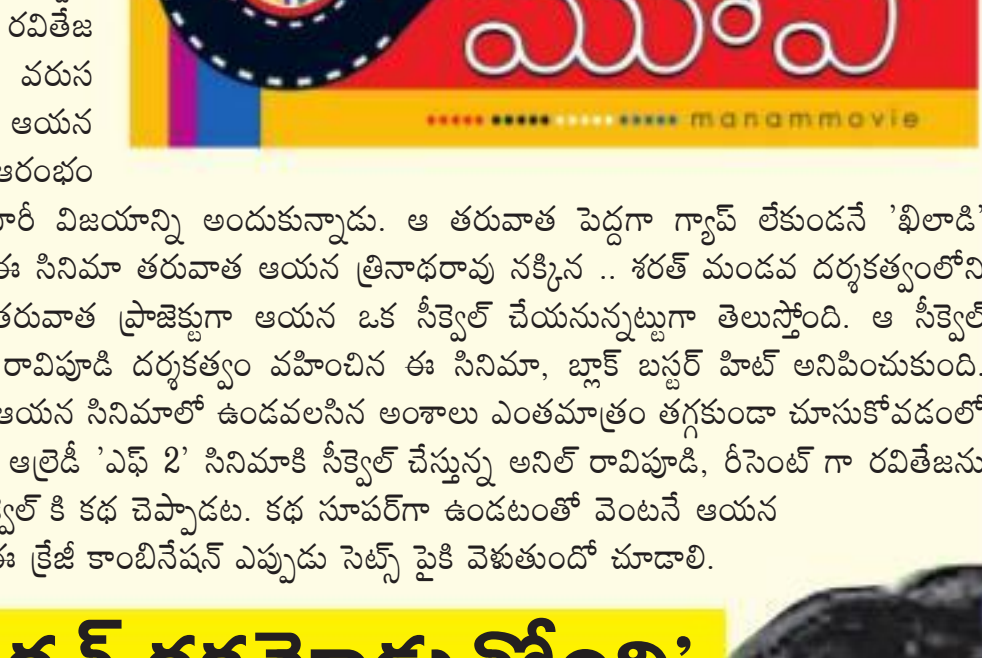 రవితేజ
వరుస
ఆయన
ఆరంభం
మూవీ
manammovie
విజయాన్ని అందుకున్నాడు. ఆ తరువాత పెద్దగా గ్యాప్ లేకుండనే 'ఖిలాడి'
ఈ సినిమా తరువాత ఆయన త్రినాథరావు నక్కిన .. శరత్ మండవ దర్శకత్వంలోని
తరువాత ప్రాజెక్టుగా ఆయన ఒక సీక్వెల్ చేయనున్నట్టుగా తెలుస్తోంది. ఆ సీక్వెల్
రావిపూడి దర్శకత్వం వహించిన ఈ సినిమా, బ్లాక్ బస్టర్ హిట్ అనిపించుకుంది.
ఆయన సినిమాలో ఉండవలసిన అంశాలు ఎంతమాత్రం తగ్గకుండా చూసుకోవడంలో
ఆల్రెడీ 'ఎఫ్ 2' సినిమాకి సీక్వెల్ చేస్తున్న అనిల్ రావిపూడి, రీసెంట్ గా రవితేజను
కి కథ చెప్పాడట. కథ సూపర్‌గా ఉండటంతో వెంటనే ఆయన
ఈ క్రేజీ కాంబినేషన్ ఎప్పుడు సెట్స్ పైకి వెళుతుందో చూడాలి.